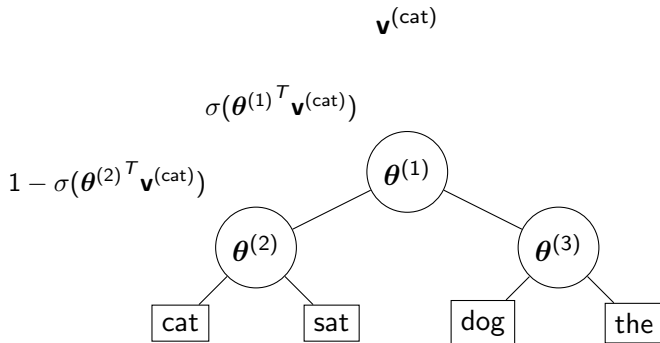 v^(cat)
σ(θ^(1)^T v^(cat))
θ^(1)
1 − σ(θ^(2)^T v^(cat))
θ^(2) θ^(3)
cat sat dog the